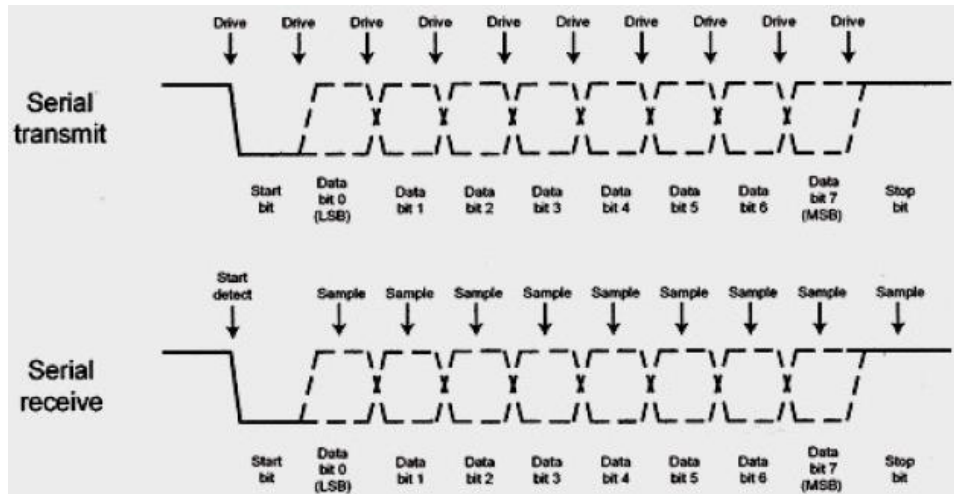 Drive Drive Drive Drive Drive Drive Drive Drive Drive Drive
Serial
transmit
Start
bit
Data
bit 0
(LSB)
Data
bit 1
Data
bit 2
Data
bit 3
Data
bit 4
Data
bit 5
Data
bit 6
Data
bit 7
(MSB)
Stop
bit
Start
detect
Sample Sample Sample Sample Sample Sample Sample Sample Sample
Serial
receive
Start
bit
Data
bit 0
(LSB)
Data
bit 1
Data
bit 2
Data
bit 3
Data
bit 4
Data
bit 5
Data
bit 6
Data
bit 7
(MSB)
Stop
bit